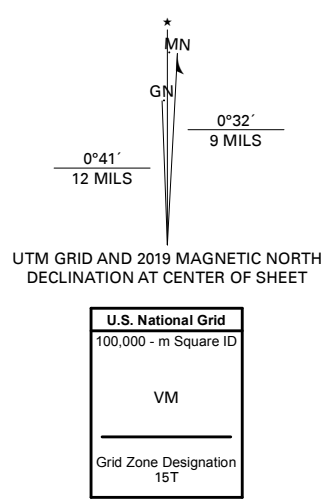 ★
MN
GN
0°32´
9 MILS
0°41´
12 MILS
UTM GRID AND 2019 MAGNETIC NORTH
DECLINATION AT CENTER OF SHEET
U.S. National Grid
100,000 - m Square ID
VM
Grid Zone Designation
15T